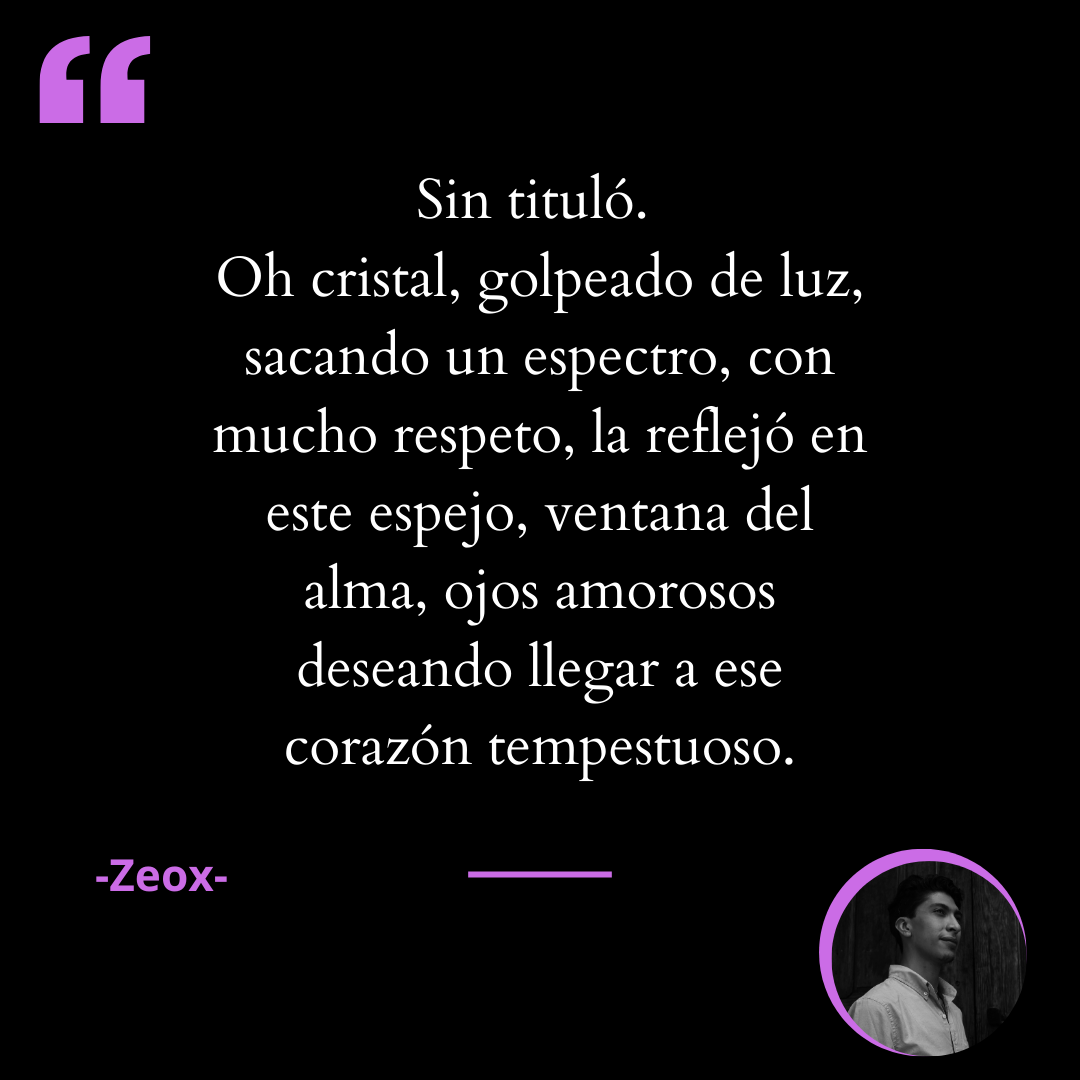 Sin tituló.
Oh cristal, golpeado de luz,
sacando un espectro, con
mucho respeto, la reflejó en
este espejo, ventana del
alma, ojos amorosos
deseando llegar a ese
corazón tempestuoso.
-Zeox-